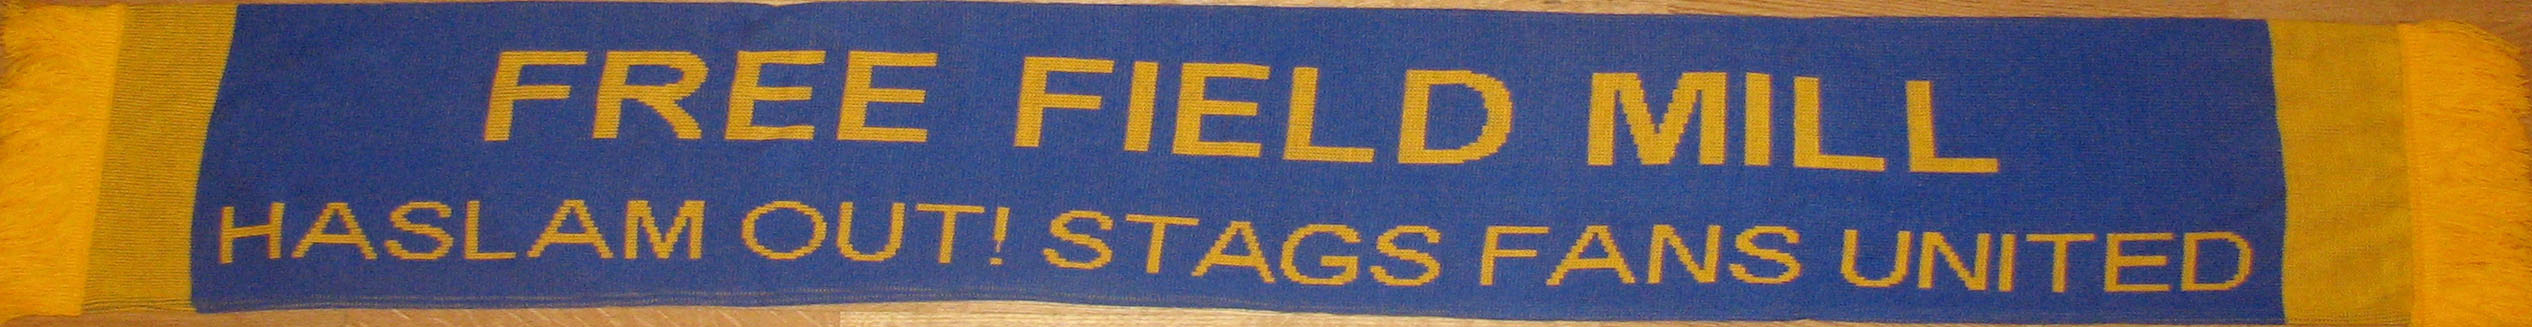 FREE FIELD MILL
HASLAM OUT! STAGS FANS UNITED